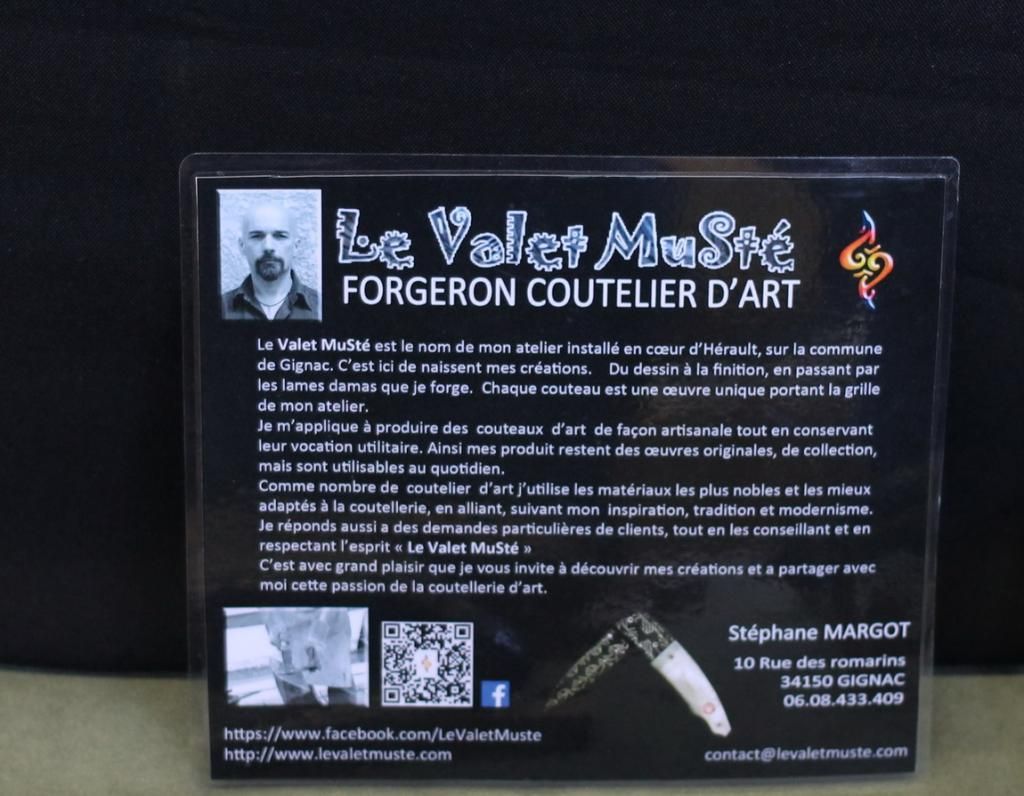 Le Valet MuSté
FORGERON COUTELIER D'ART
Le Valet MuSté est le nom de mon atelier installé en cœur d'Hérault, sur la commune
de Gignac. C'est ici de naissent mes créations. Du dessin à la finition, en passant par
les lames damas que je forge. Chaque couteau est une œuvre unique portant la grille
de mon atelier.
Je m'applique à produire des couteaux d'art de façon artisanale tout en conservant
leur vocation utilitaire. Ainsi mes produit restent des œuvres originales, de collection,
mais sont utilisables au quotidien.
Comme nombre de coutelier d'art j'utilise les matériaux les plus nobles et les mieux
adaptés à la coutellerie, en alliant, suivant mon inspiration, tradition et modernisme.
Je réponds aussi a des demandes particulières de clients, tout en les conseillant et en
respectant l'esprit « Le Valet MuSté »
C'est avec grand plaisir que je vous invite à découvrir mes créations et a partager avec
moi cette passion de la coutellerie d'art.
Stéphane MARGOT
10 Rue des romarins
34150 GIGNAC
06.08.433.409
f
https://www.facebook.com/LeValetMuste
http://www.levaletmuste.com
contact@levaletmuste.com